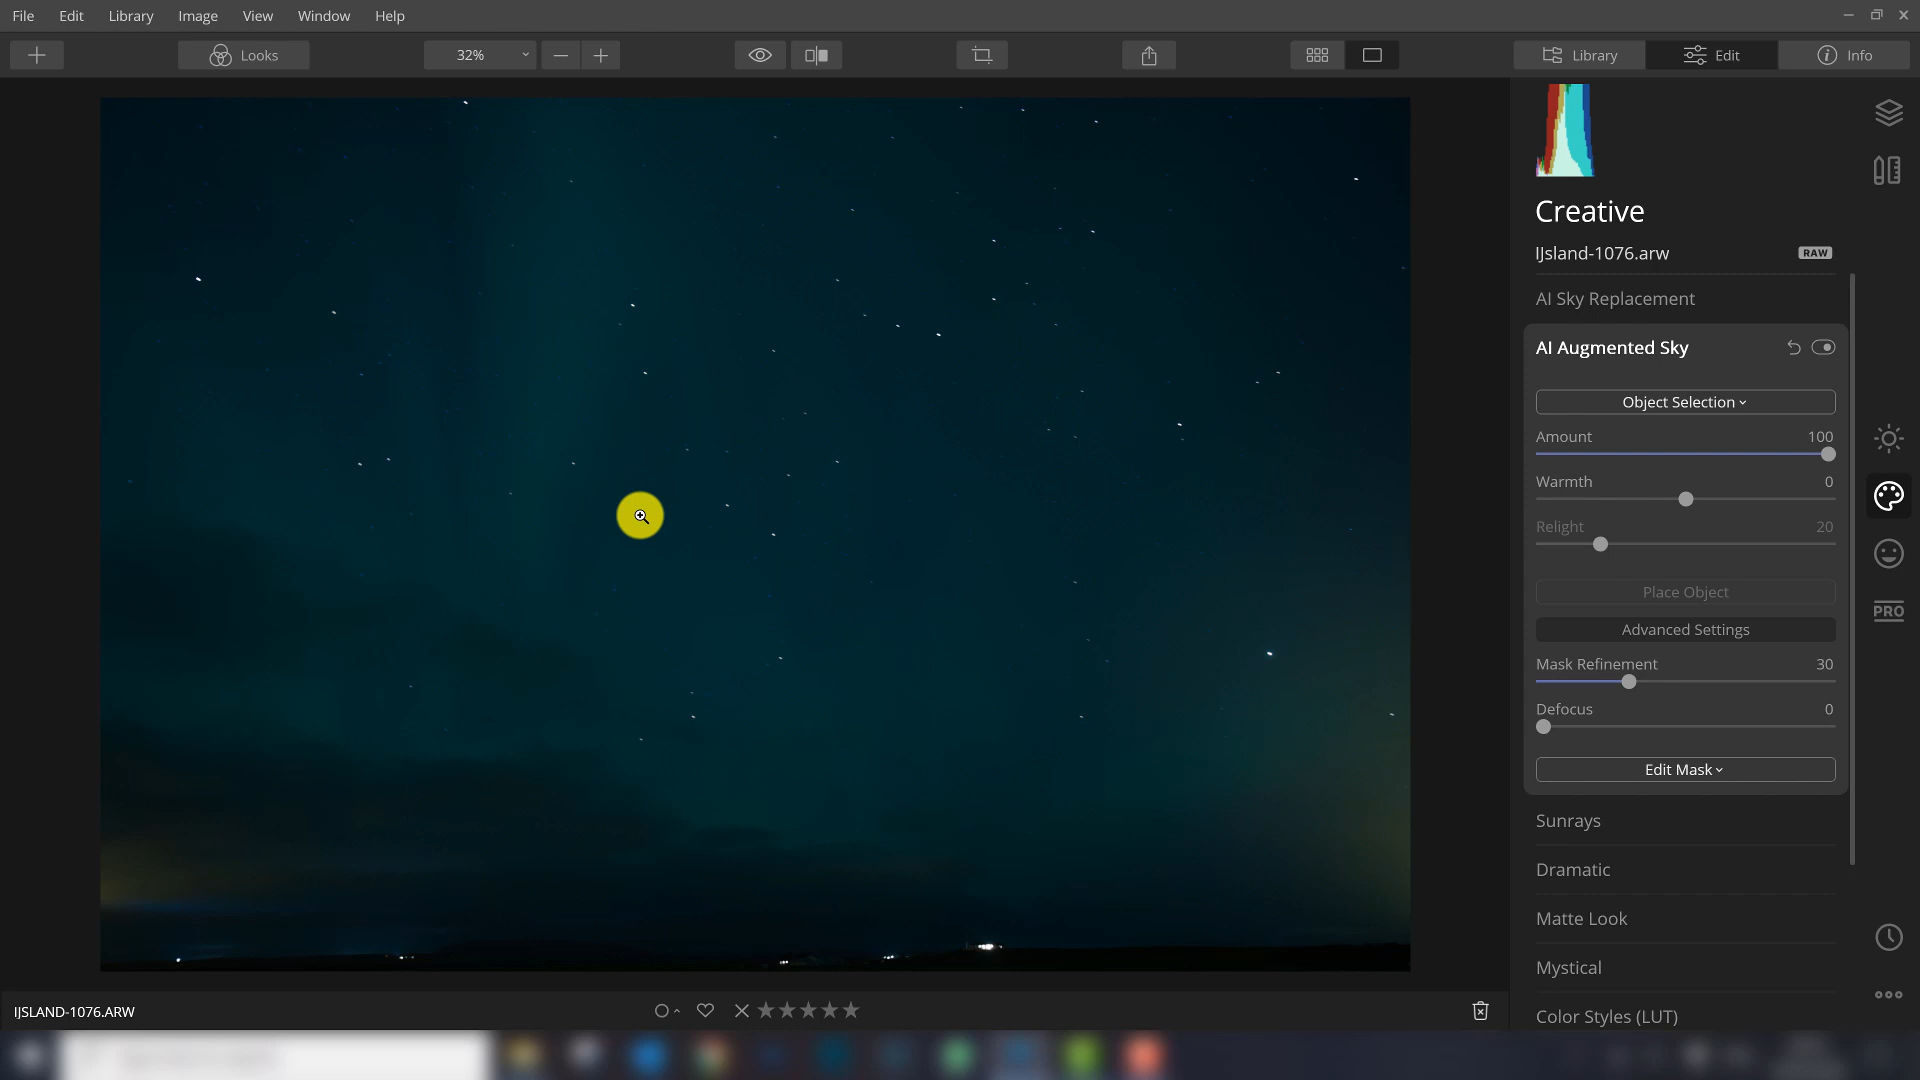 File Edit Library Image View Window Help
Looks 32% Library Edit Info
Creative
IJsland-1076.arw RAW
AI Sky Replacement
AI Augmented Sky
Object Selection
Amount 100
Warmth 0
Relight 20
Place Object
Advanced Settings
Mask Refinement 30
Defocus 0
Edit Mask
Sunrays
Dramatic
Matte Look
Mystical
Color Styles (LUT)
PRO
IJSLAND-1076.ARW